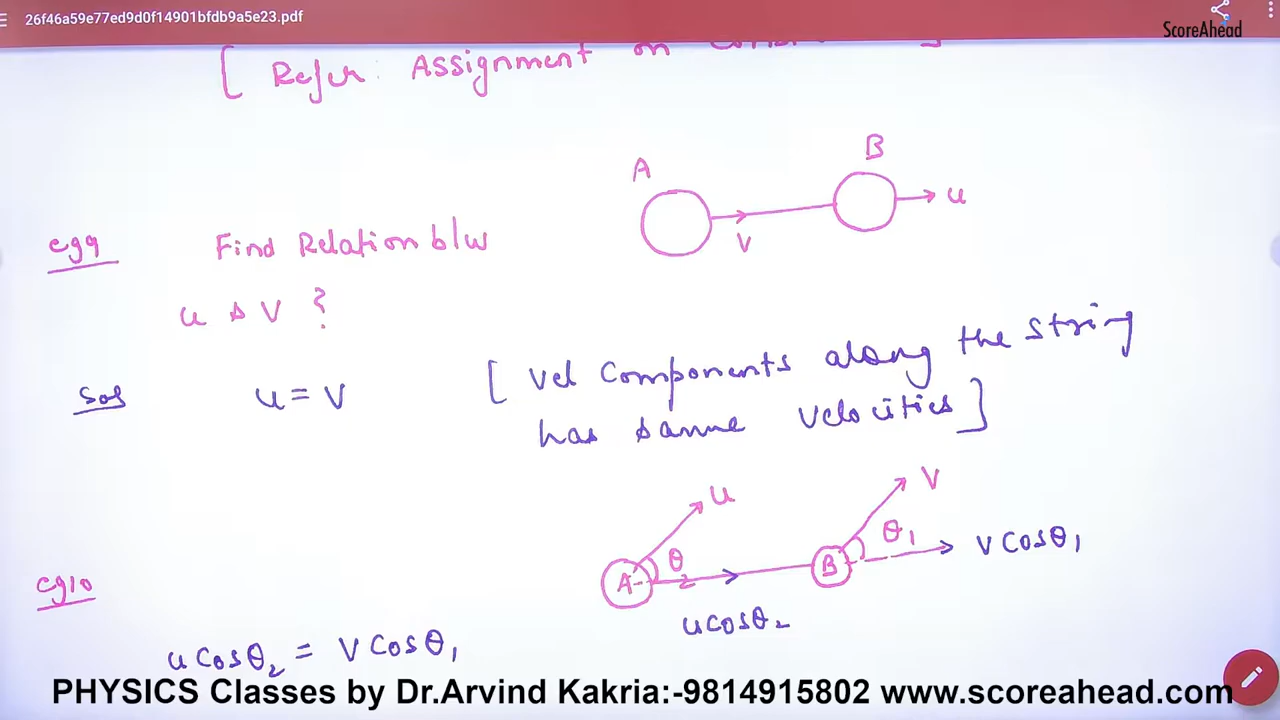 26f46a59e77ed9d0f14901bfdb9a5e23.pdf
ScoreAhead
[ Refer: Assignment on
A
B
u
V
eg9 Find Relation b/w
u & V ?
Sol u = V [ Vel Components along the string
has same velocities ]
u
V
A
θ2
B
θ1
V Cosθ1
u Cosθ2
eg10
u Cosθ2 = V Cosθ1
PHYSICS Classes by Dr.Arvind Kakria:-9814915802 www.scoreahead.com